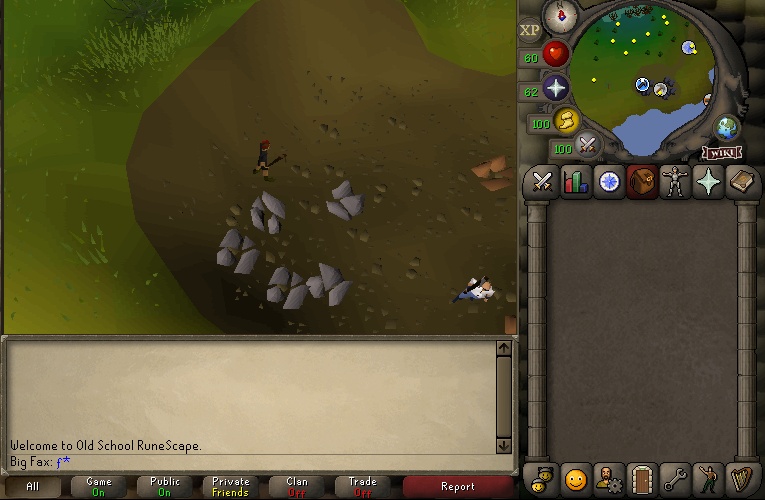 XP
60
62
100
100
WIKI
Welcome to Old School RuneScape.
Big Fax: f*
All
Game
On
Public
On
Private
Friends
Clan
Off
Trade
Off
Report